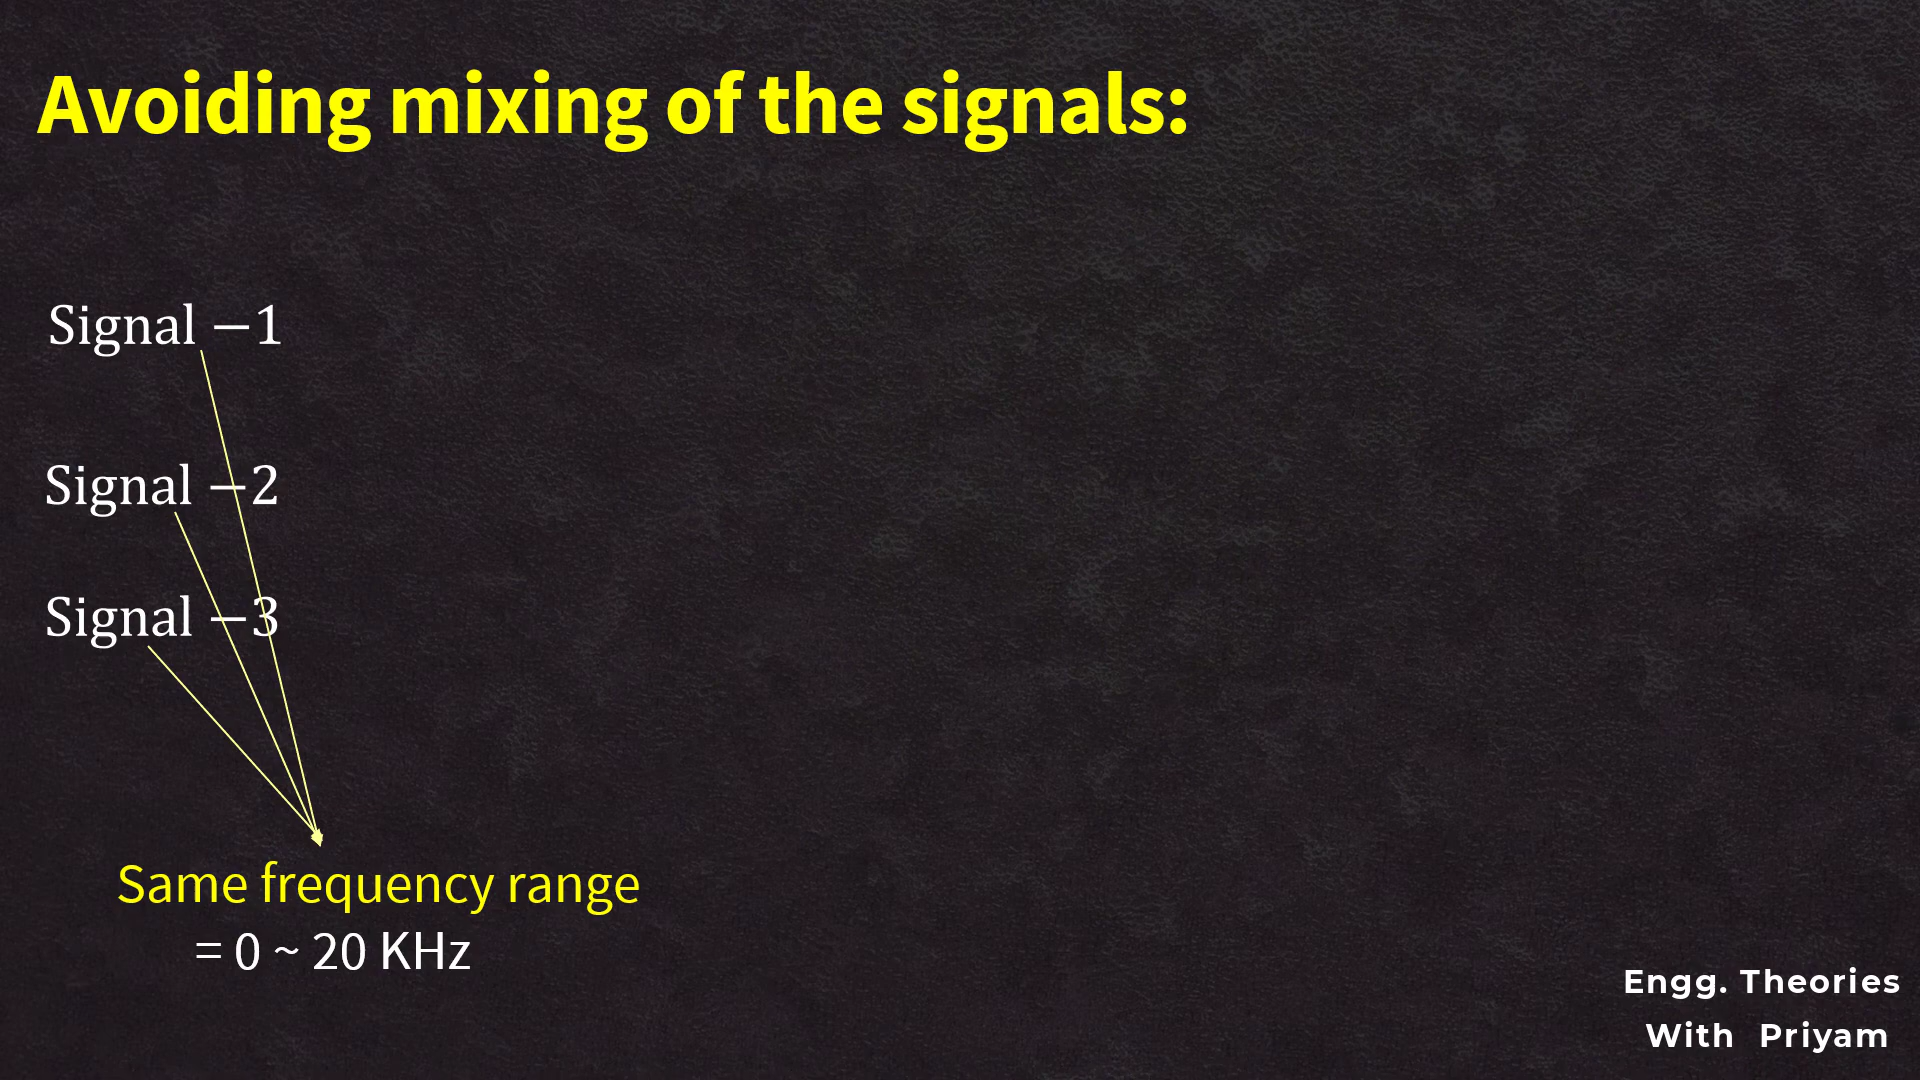 Avoiding mixing of the signals:
Signal −1
Signal −2
Signal −3
Same frequency range
= 0 ~ 20 KHz
Engg. Theories
With Priyam